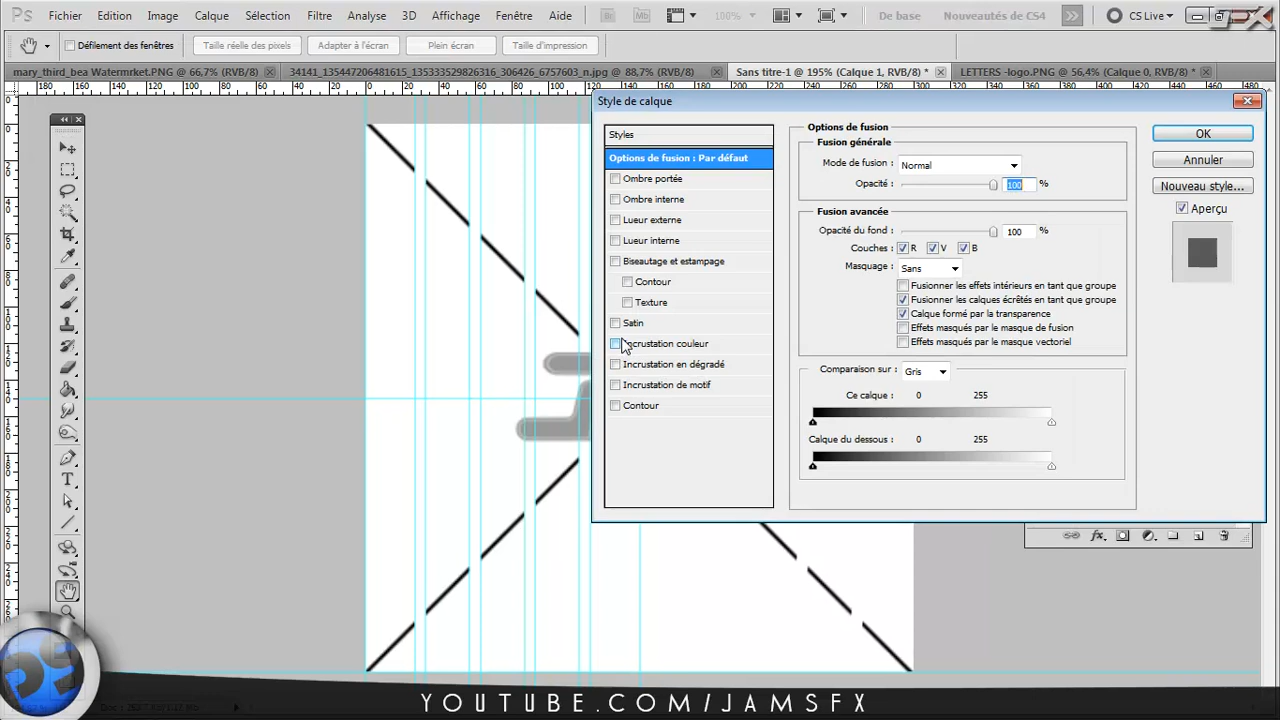 Ps Fichier Edition Image Calque Sélection Filtre Analyse 3D Affichage Fenêtre Aide Br Mb 100% De base Nouveautés de CS4 CS Live
Défilement des fenêtres Taille réelle des pixels Adapter à l'écran Plein écran Taille d'impression
mary_third_bea Watermrket.PNG @ 66,7% (RVB/8) 34141_135447206481615_135333529826316_306426_6757603_n.jpg @ 88,7% (RVB/8) Sans titre-1 @ 195% (Calque 1, RVB/8) * LETTERS -logo.PNG @ 56,4% (Calque 0, RVB/8) *
Style de calque
Styles
Options de fusion : Par défaut
Ombre portée
Ombre interne
Lueur externe
Lueur interne
Biseautage et estampage
Contour
Texture
Satin
Incrustation couleur
Incrustation en dégradé
Incrustation de motif
Contour
Options de fusion
Fusion générale
Mode de fusion : Normal
Opacité : 100 %
Fusion avancée
Opacité du fond : 100 %
Couches : R V B
Masquage : Sans
Fusionner les effets intérieurs en tant que groupe
Fusionner les calques écrêtés en tant que groupe
Calque formé par la transparence
Effets masqués par le masque de fusion
Effets masqués par le masque vectoriel
Comparaison sur : Gris
Ce calque : 0 255
Calque du dessous : 0 255
OK
Annuler
Nouveau style...
Aperçu
YOUTUBE.COM/JAMSFX